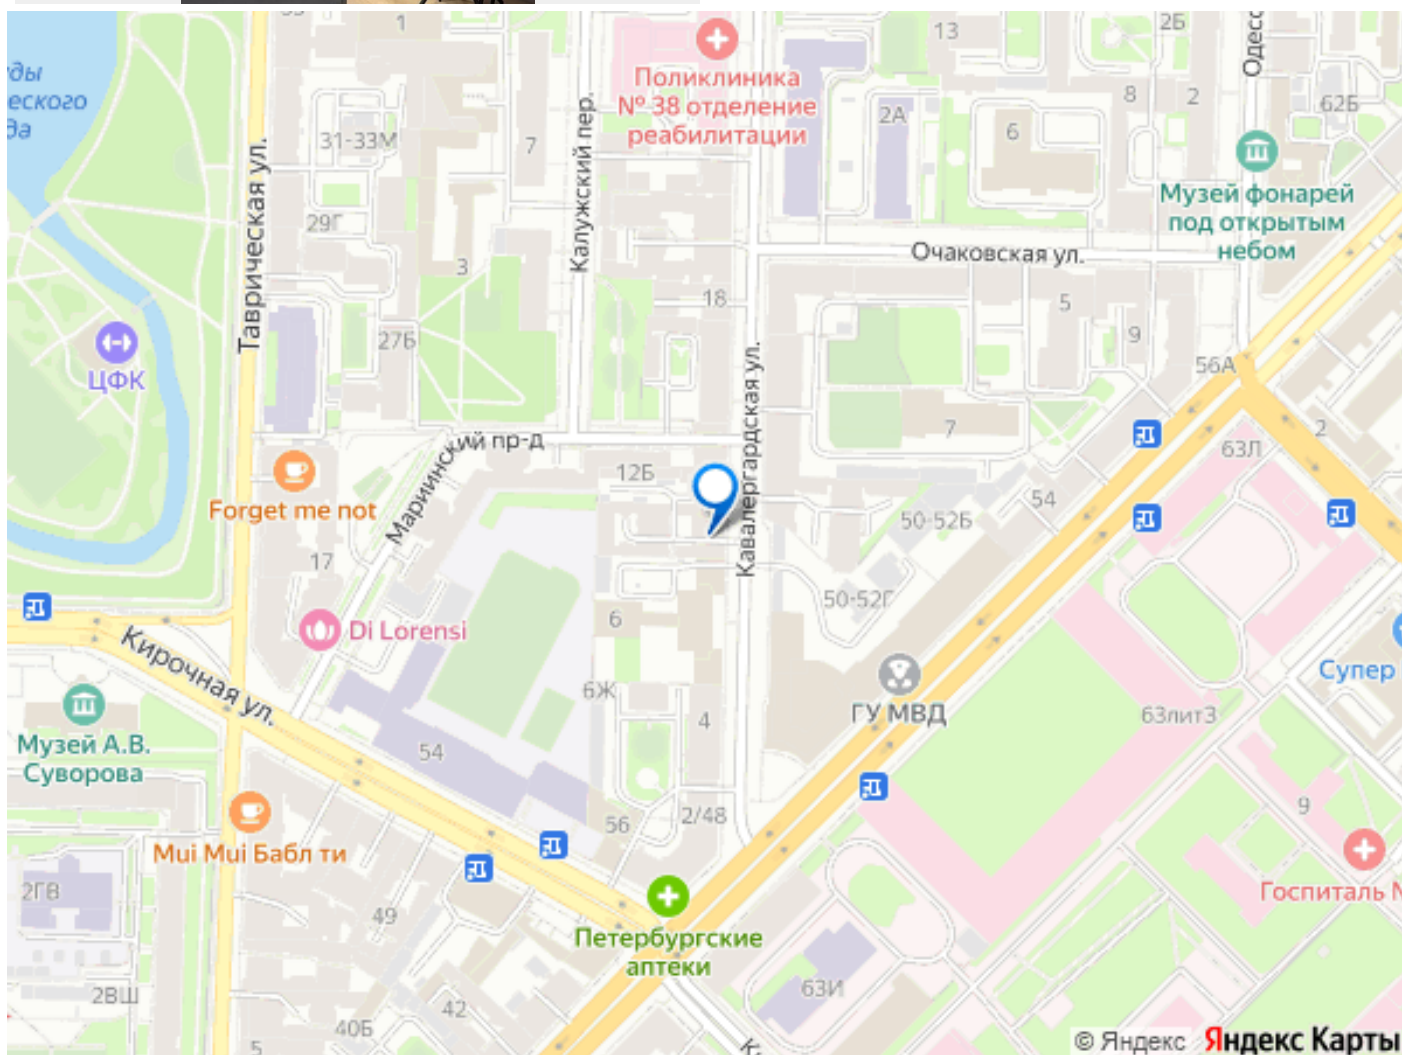 1
13
2Б
Одесс
ды
еского
да
Поликлиника
№ 38 отделение
реабилитации
31-33М
7
Калужский пер.
2А
8
2
6
62Б
Таврическая ул.
Музей фонарей
под открытым
небом
29Г
3
Очаковская ул.
18
5
9
27Б
56А
ЦФК
Кавалергардская ул.
7
2
63Л
Мариинский пр-д
12Б
Forget me not
54
50-52Б
17
50-52Г
6
Di Lorensi
Кирочная ул.
Супер
6Ж
ГУ МВД
63литЗ
4
Музей А.В.
Суворова
54
9
2/48
56
Mui Mui Бабл ти
Госпиталь
2ГВ
49
Петербургские
аптеки
63И
2ВШ
42
40Б
5
© Яндекс Яндекс Карты